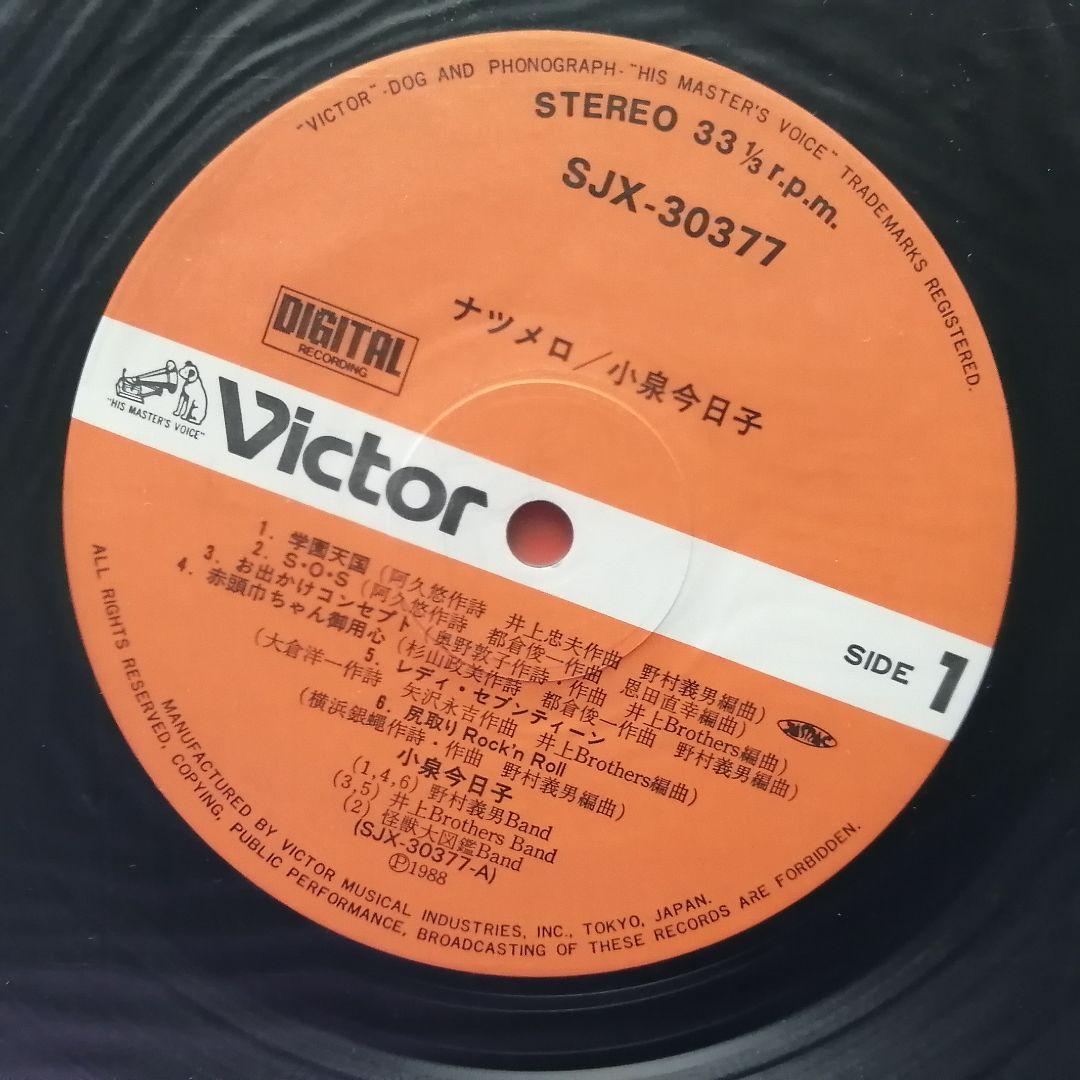 "VICTOR"-DOG AND PHONOGRAPH-"HIS MASTER'S VOICE" TRADEMARKS REGISTERED.
STEREO 33 1/3 r.p.m.
SJX-30377
DIGITAL
RECORDING
ナツメロ/小泉今日子
"HIS MASTER'S VOICE"
Victor
SIDE 1
1. 学園天国 (阿久悠作詩 井上忠夫作曲 野村義男編曲)
2. S・O・S (阿久悠作詩 都倉俊一作曲 恩田直幸編曲)
3. お出かけコンセプト (奥野敦子作詩・作曲 井上Brothers編曲)
4. 赤頭巾ちゃん御用心 (杉山政美作詩 都倉俊一作曲 野村義男編曲)
5. レディ・セブンティーン
(大倉洋一作詩 矢沢永吉作曲 井上Brothers編曲)
6. 尻取りRock'n Roll
(横浜銀蝿作詩・作曲 野村義男編曲)
小泉今日子
(1,4,6) 野村義男Band
(3,5) 井上Brothers Band
(2) 怪獣大図鑑Band
(SJX-30377-A)
Ⓟ1988
JASRAC
MANUFACTURED BY VICTOR MUSICAL INDUSTRIES, INC., TOKYO, JAPAN.
ALL RIGHTS RESERVED, COPYING, PUBLIC PERFORMANCE, BROADCASTING OF THESE RECORDS ARE FORBIDDEN.